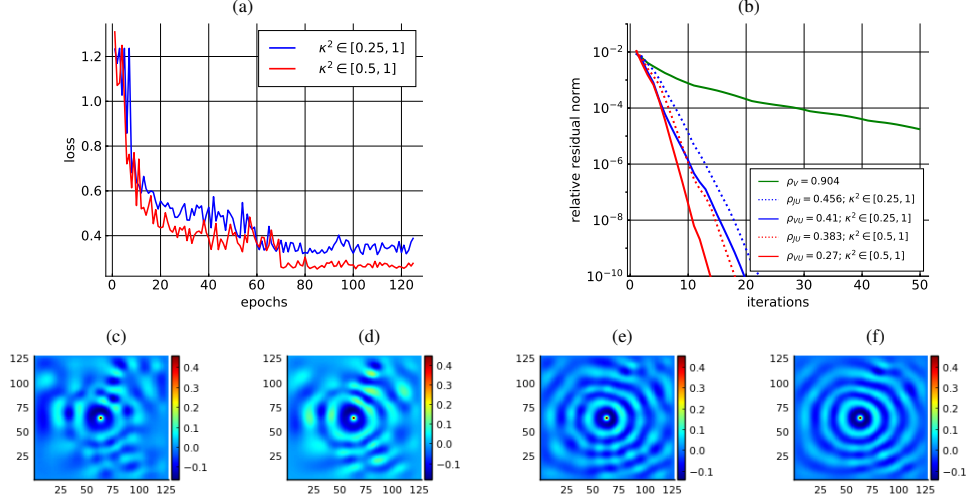 (a)
1.2
1.0
0.8
0.6
0.4
loss
0 20 40 60 80 100 120
epochs
κ² ∈ [0.25, 1]
κ² ∈ [0.5, 1]
(b)
10⁻²
10⁻⁴
10⁻⁶
10⁻⁸
10⁻¹⁰
relative residual norm
0 10 20 30 40 50
iterations
ρ_V = 0.904
ρ_JU = 0.456; κ² ∈ [0.25, 1]
ρ_VU = 0.41; κ² ∈ [0.25, 1]
ρ_JU = 0.383; κ² ∈ [0.5, 1]
ρ_VU = 0.27; κ² ∈ [0.5, 1]
(c)
125
100
75
50
25
25 50 75 100 125
0.4
0.3
0.2
0.1
0.0
−0.1
(d)
125
100
75
50
25
25 50 75 100 125
0.4
0.3
0.2
0.1
0.0
−0.1
(e)
125
100
75
50
25
25 50 75 100 125
0.4
0.3
0.2
0.1
0.0
−0.1
(f)
125
100
75
50
25
25 50 75 100 125
0.4
0.3
0.2
0.1
0.0
−0.1